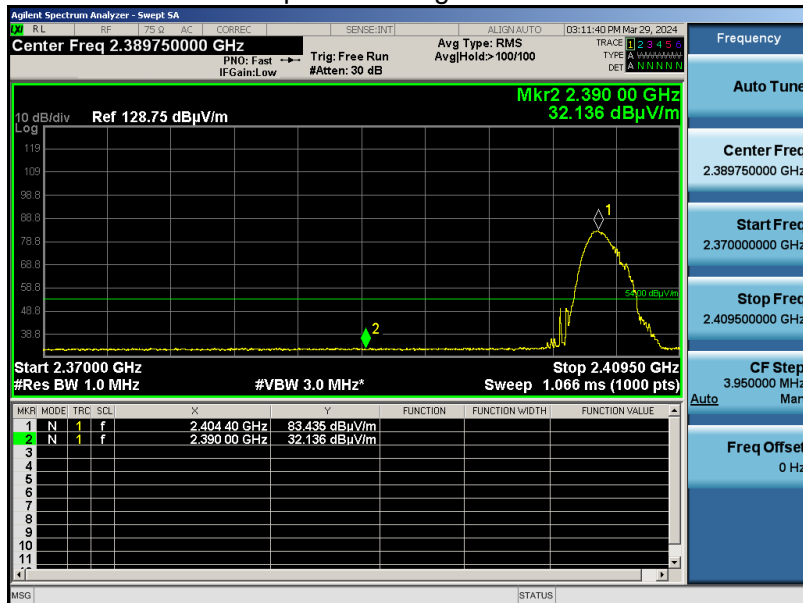 Agilent Spectrum Analyzer - Swept SA
LXI RL RF 75 Ω AC CORREC SENSE:INT ALIGN AUTO 03:11:40 PM Mar 29, 2024
Center Freq 2.389750000 GHz
PNO: Fast
IFGain:Low
Trig: Free Run
#Atten: 30 dB
Avg Type: RMS
Avg|Hold:>100/100
TRACE 1 2 3 4 5 6
TYPE A WWWWW
DET A N N N N N
Mkr2 2.390 00 GHz
32.136 dBµV/m
10 dB/div Ref 128.75 dBµV/m
Log
119
109
98.8
88.8
78.8
68.8
58.8
48.8
38.8
1
54.00 dBµV/m
2
Start 2.37000 GHz Stop 2.40950 GHz
#Res BW 1.0 MHz #VBW 3.0 MHz* Sweep 1.066 ms (1000 pts)
MKR MODE TRC SCL X Y FUNCTION FUNCTION WIDTH FUNCTION VALUE
1 N 1 f 2.404 40 GHz 83.435 dBµV/m
2 N 1 f 2.390 00 GHz 32.136 dBµV/m
3
4
5
6
7
8
9
10
11
MSG STATUS
Frequency
Auto Tune
Center Freq
2.389750000 GHz
Start Freq
2.370000000 GHz
Stop Freq
2.409500000 GHz
CF Step
3.950000 MHz
Auto Man
Freq Offset
0 Hz